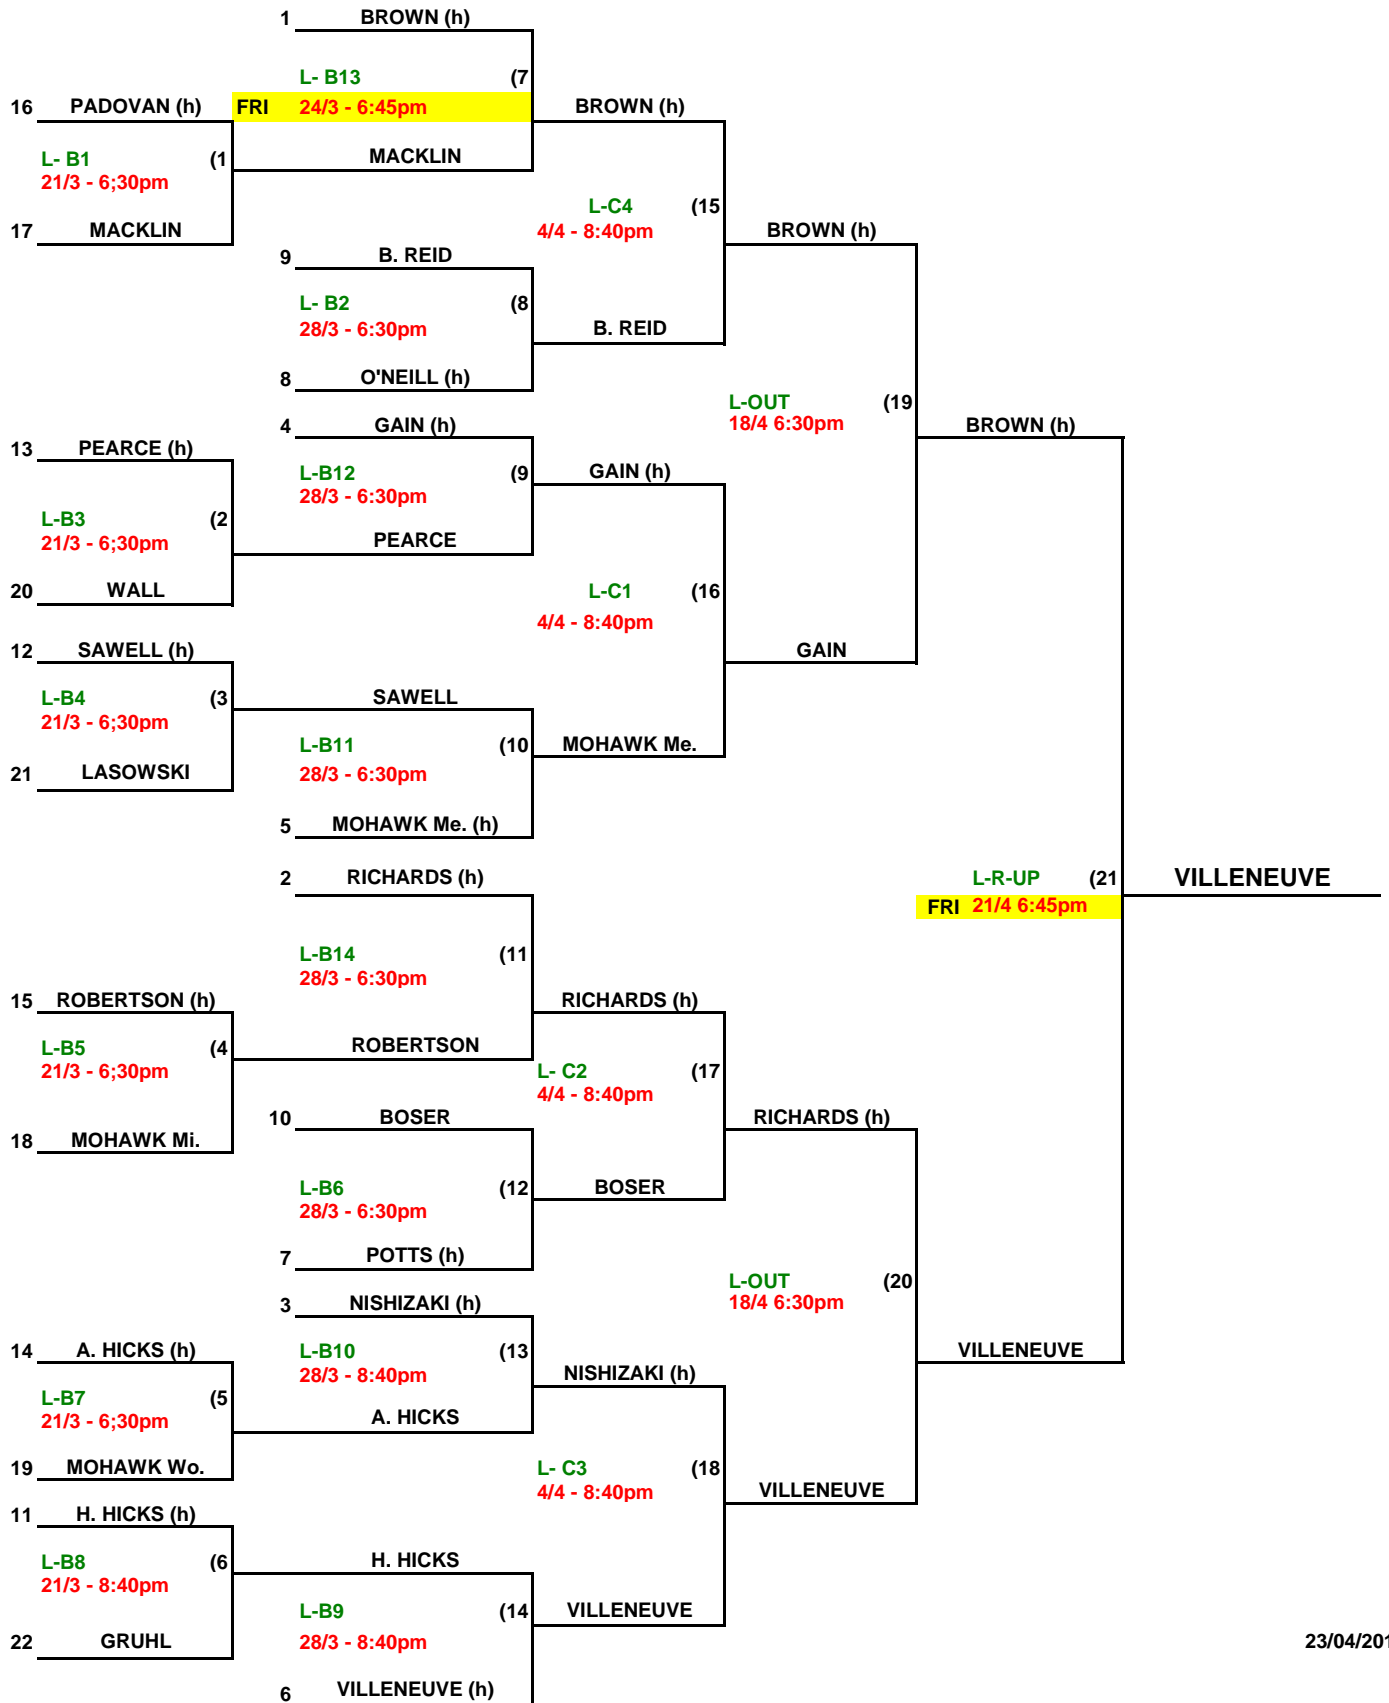 1 BROWN (h)
L- B13 (7
16 PADOVAN (h) FRI 24/3 - 6:45pm BROWN (h)
L- B1 (1 MACKLIN
21/3 - 6;30pm
L-C4 (15
17 MACKLIN 4/4 - 8:40pm BROWN (h)
9 B. REID
L- B2 (8
28/3 - 6:30pm B. REID
8 O'NEILL (h)
L-OUT (19
18/4 6:30pm
4 GAIN (h) BROWN (h)
13 PEARCE (h)
L-B12 (9 GAIN (h)
28/3 - 6:30pm
L-B3 (2
21/3 - 6;30pm PEARCE
20 WALL L-C1 (16
4/4 - 8:40pm
12 SAWELL (h) GAIN
L-B4 (3 SAWELL
21/3 - 6;30pm
L-B11 (10 MOHAWK Me.
21 LASOWSKI 28/3 - 6:30pm
5 MOHAWK Me. (h)
2 RICHARDS (h) L-R-UP (21 VILLENEUVE
FRI 21/4 6:45pm
L-B14 (11
28/3 - 6:30pm
15 ROBERTSON (h) RICHARDS (h)
L-B5 (4 ROBERTSON
21/3 - 6;30pm L- C2 (17
4/4 - 8:40pm
10 BOSER RICHARDS (h)
18 MOHAWK Mi.
L-B6 (12 BOSER
28/3 - 6:30pm
7 POTTS (h)
L-OUT (20
3 NISHIZAKI (h) 18/4 6:30pm
14 A. HICKS (h) L-B10 (13 VILLENEUVE
28/3 - 8:40pm NISHIZAKI (h)
L-B7 (5
21/3 - 6;30pm A. HICKS
19 MOHAWK Wo. L- C3 (18
4/4 - 8:40pm VILLENEUVE
11 H. HICKS (h)
L-B8 (6 H. HICKS
21/3 - 8:40pm
L-B9 (14 VILLENEUVE
22 GRUHL 28/3 - 8:40pm 23/04/201
6 VILLENEUVE (h)